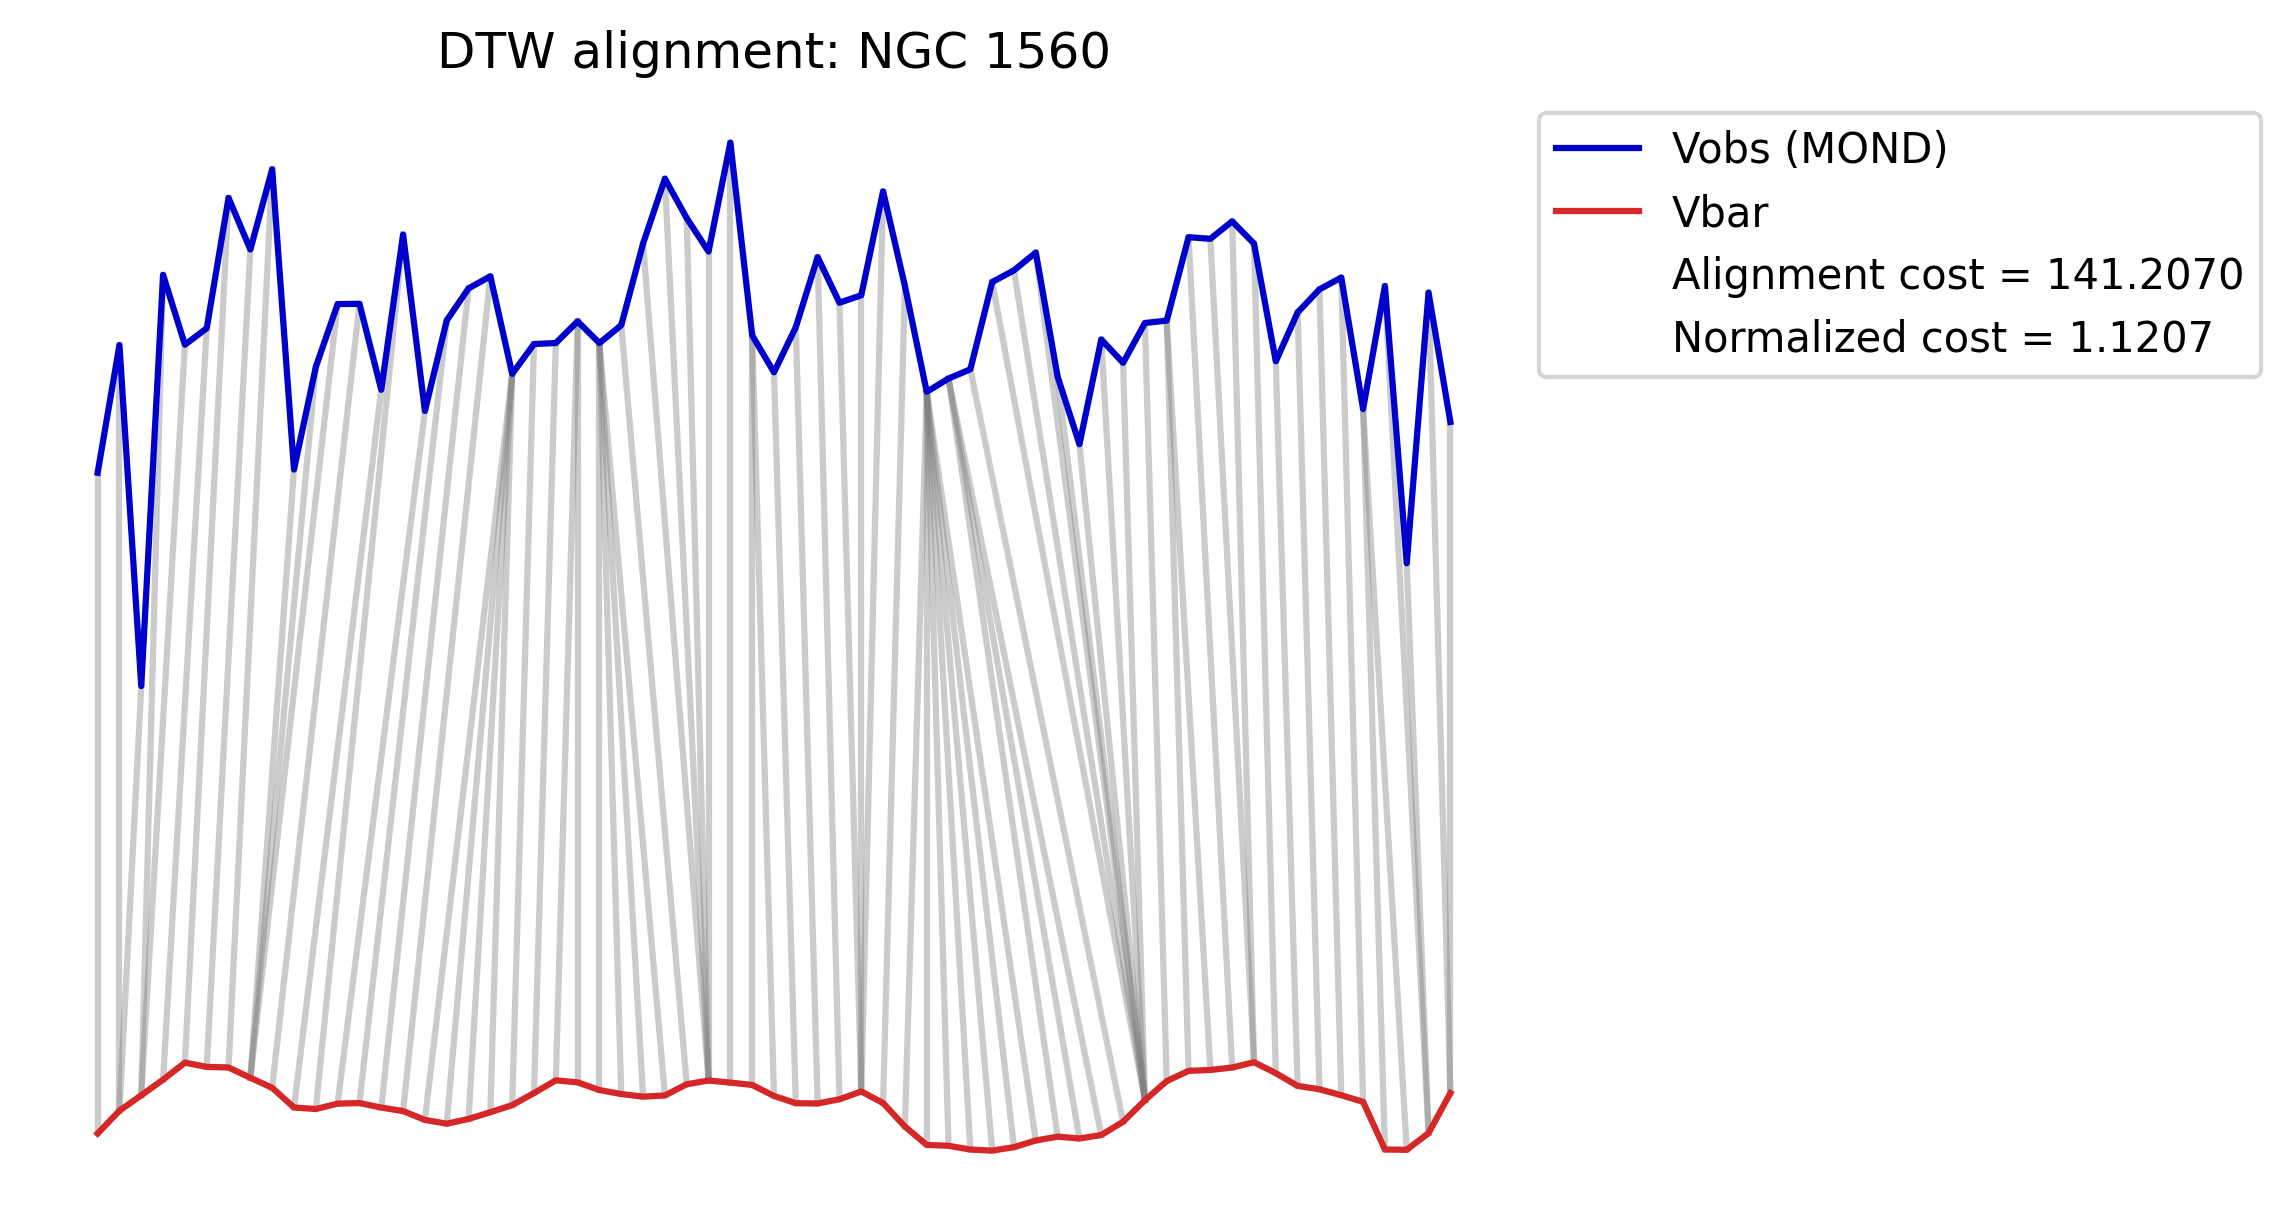 DTW alignment: NGC 1560
Vobs (MOND)
Vbar
Alignment cost = 141.2070
Normalized cost = 1.1207